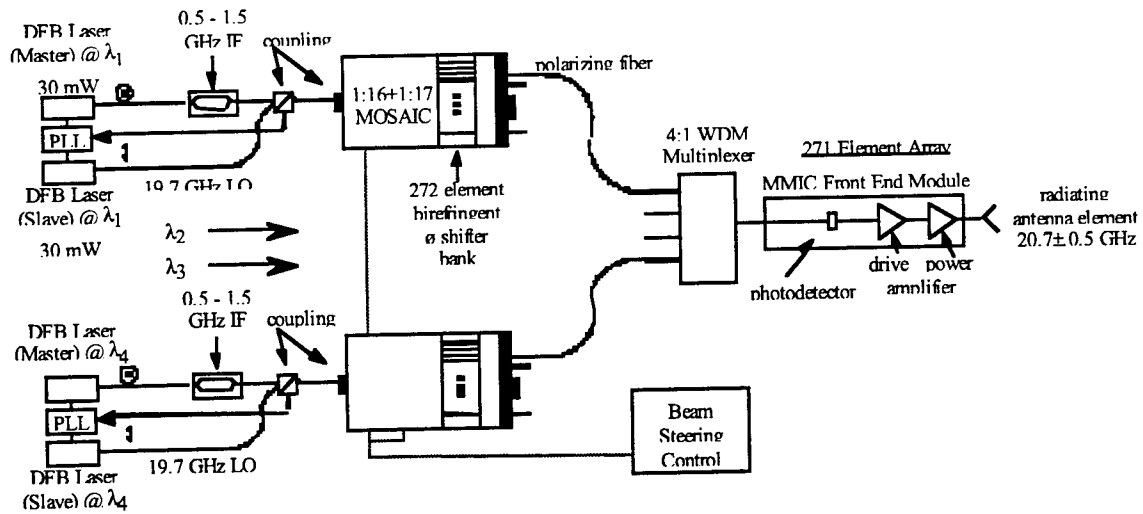 DFB Laser
(Master) @ λ1
30 mW
PLL
DFB Laser
(Slave) @ λ1
30 mW
0.5 - 1.5
GHz IF
coupling
19.7 GHz LO
1:16+1:17
MOSAIC
polarizing fiber
272 element
birefringent
ø shifter
bank
λ2
λ3
4:1 WDM
Multiplexer
271 Element Array
MMIC Front End Module
photodetector
drive
power
amplifier
radiating
antenna element
20.7± 0.5 GHz
0.5 - 1.5
GHz IF
coupling
DFB Laser
(Master) @ λ4
PLL
DFB Laser
(Slave) @ λ4
19.7 GHz LO
Beam
Steering
Control